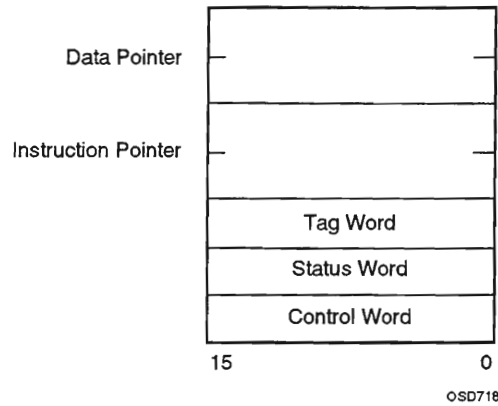 Data Pointer
Instruction Pointer
Tag Word
Status Word
Control Word
15 0
OSD718